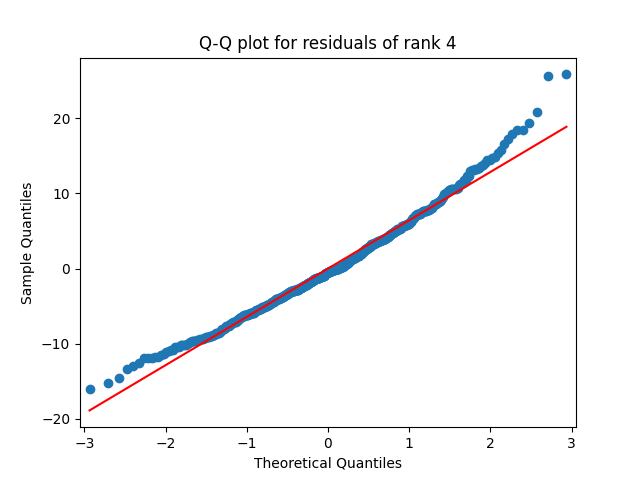 Q-Q plot for residuals of rank 4
Sample Quantiles
20
10
0
−10
−20
−3 −2 −1 0 1 2 3
Theoretical Quantiles